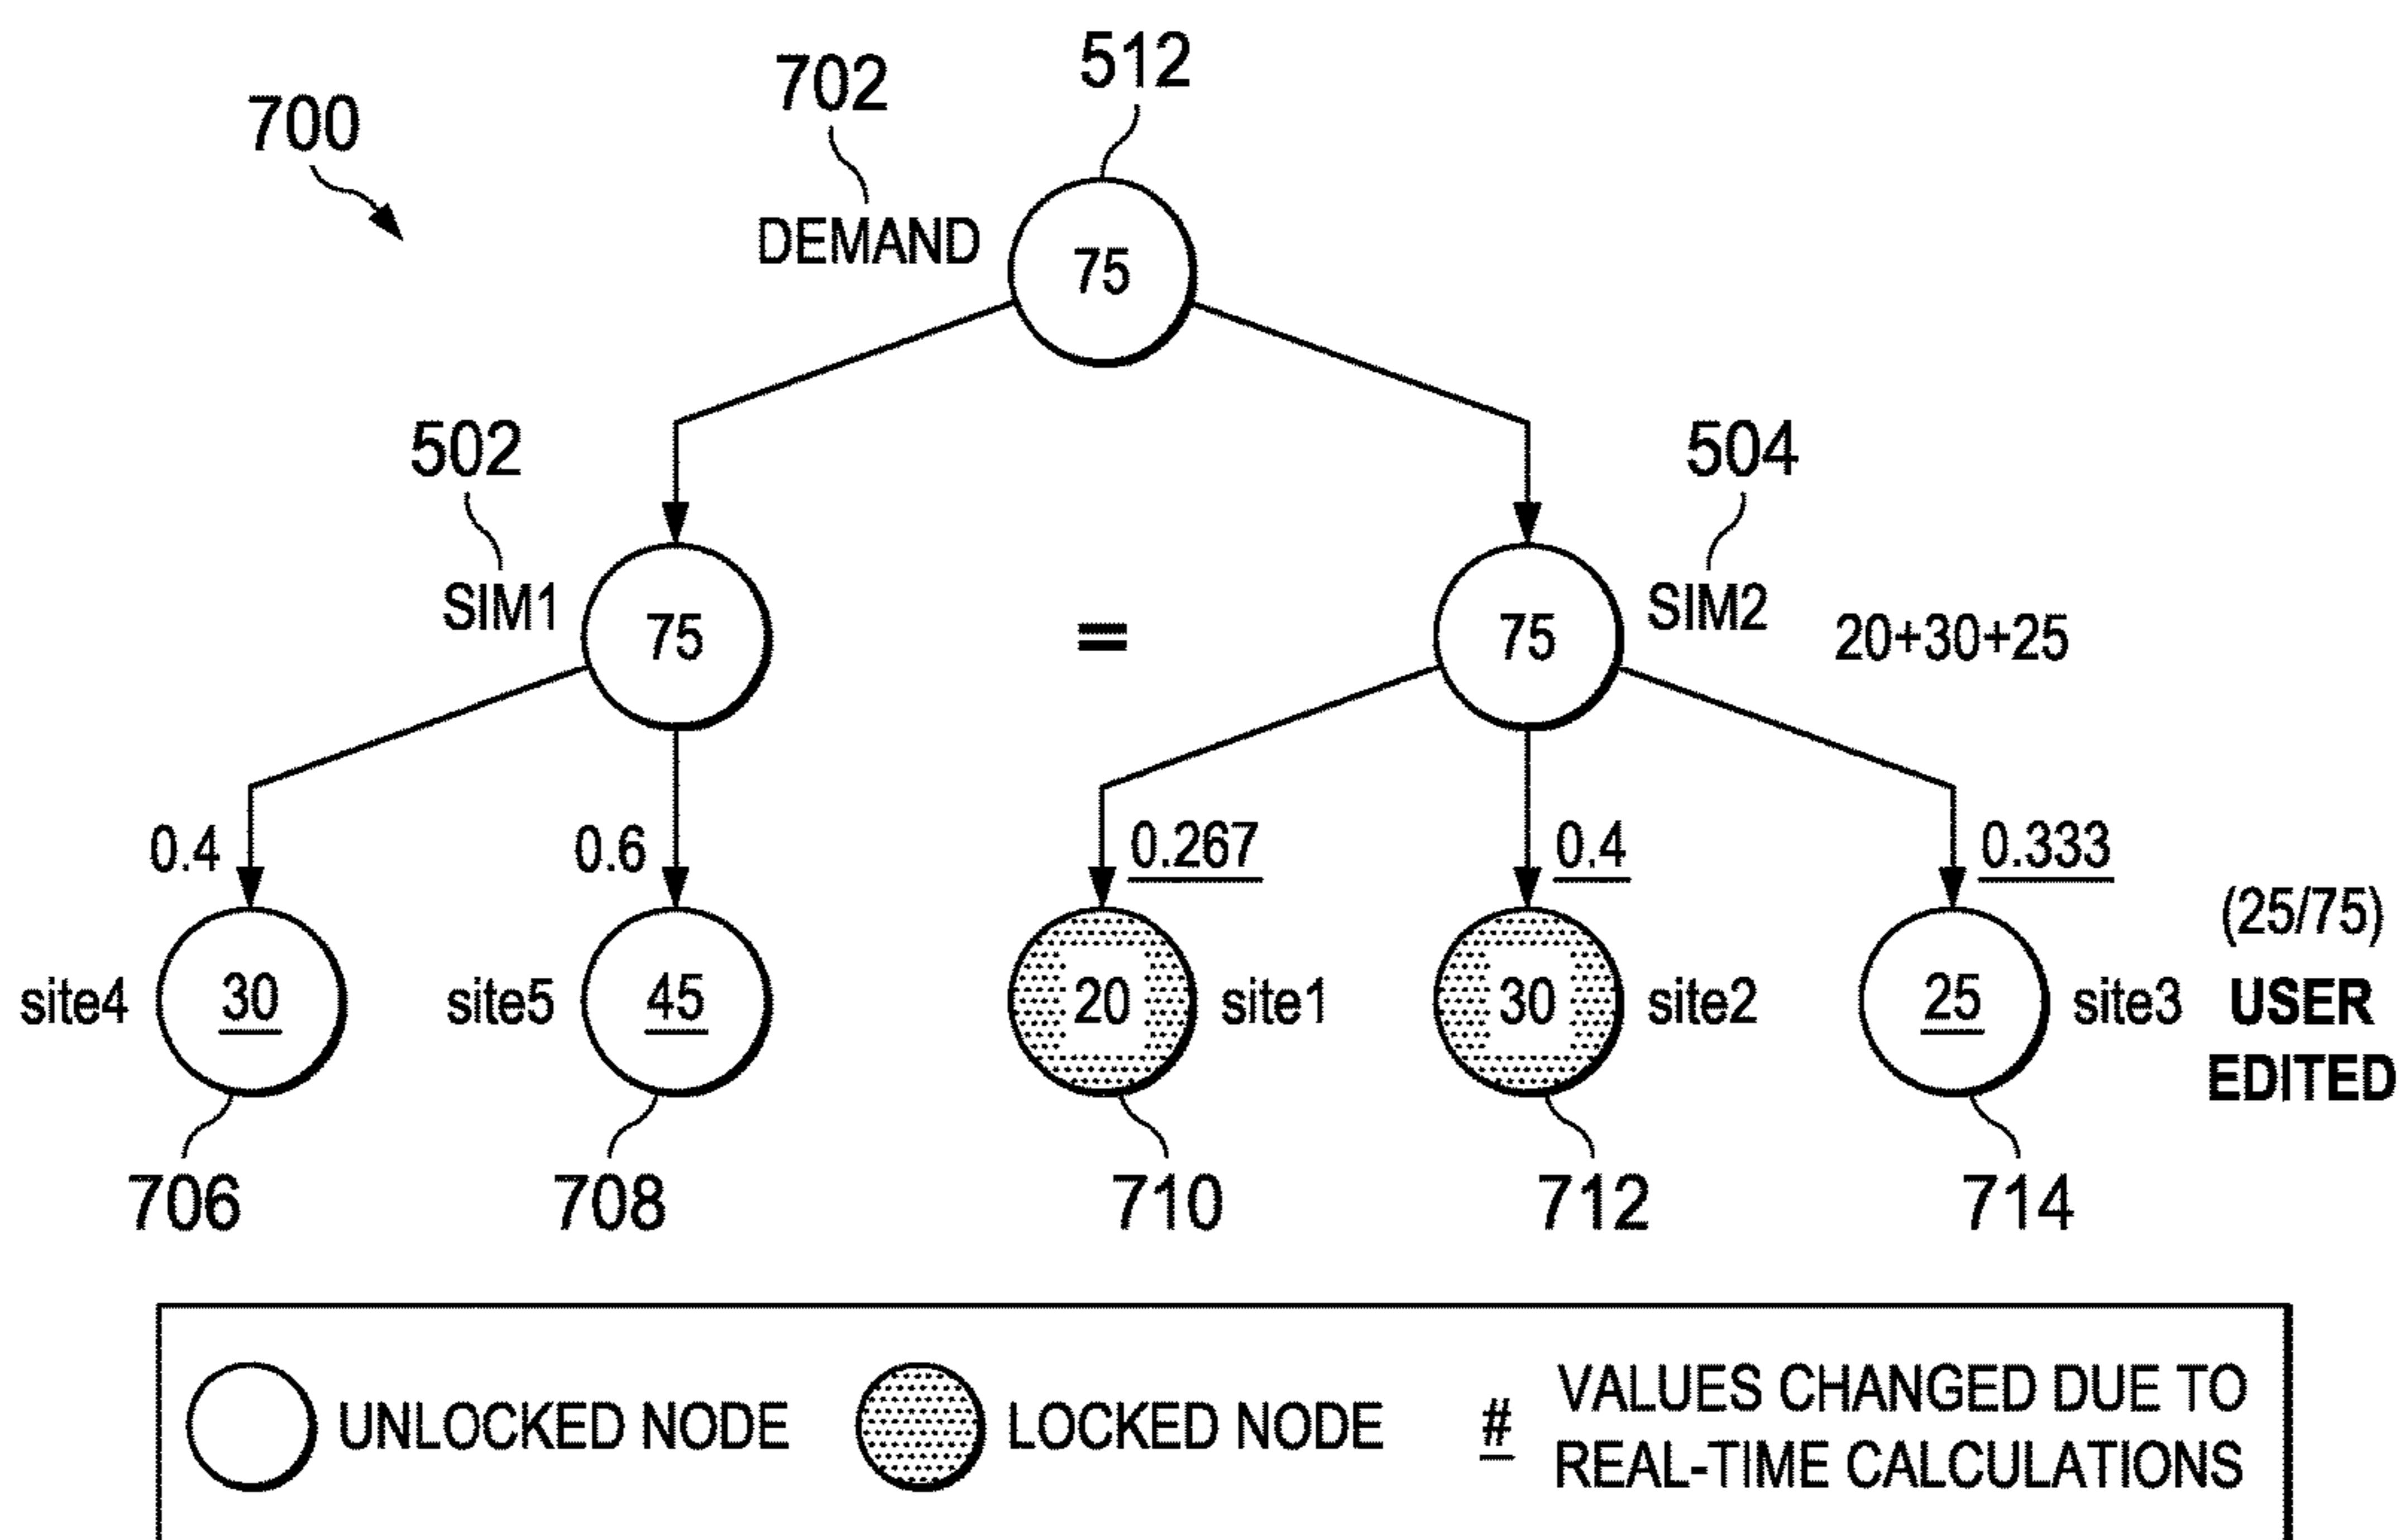 700
702
512
DEMAND
75
502
504
SIM1
75
=
75
SIM2
20+30+25
0.4
0.6
0.267
0.4
0.333
(25/75)
site4
30
site5
45
20
site1
30
site2
25
site3
USER
EDITED
706
708
710
712
714
UNLOCKED NODE
LOCKED NODE
#
VALUES CHANGED DUE TO
REAL-TIME CALCULATIONS